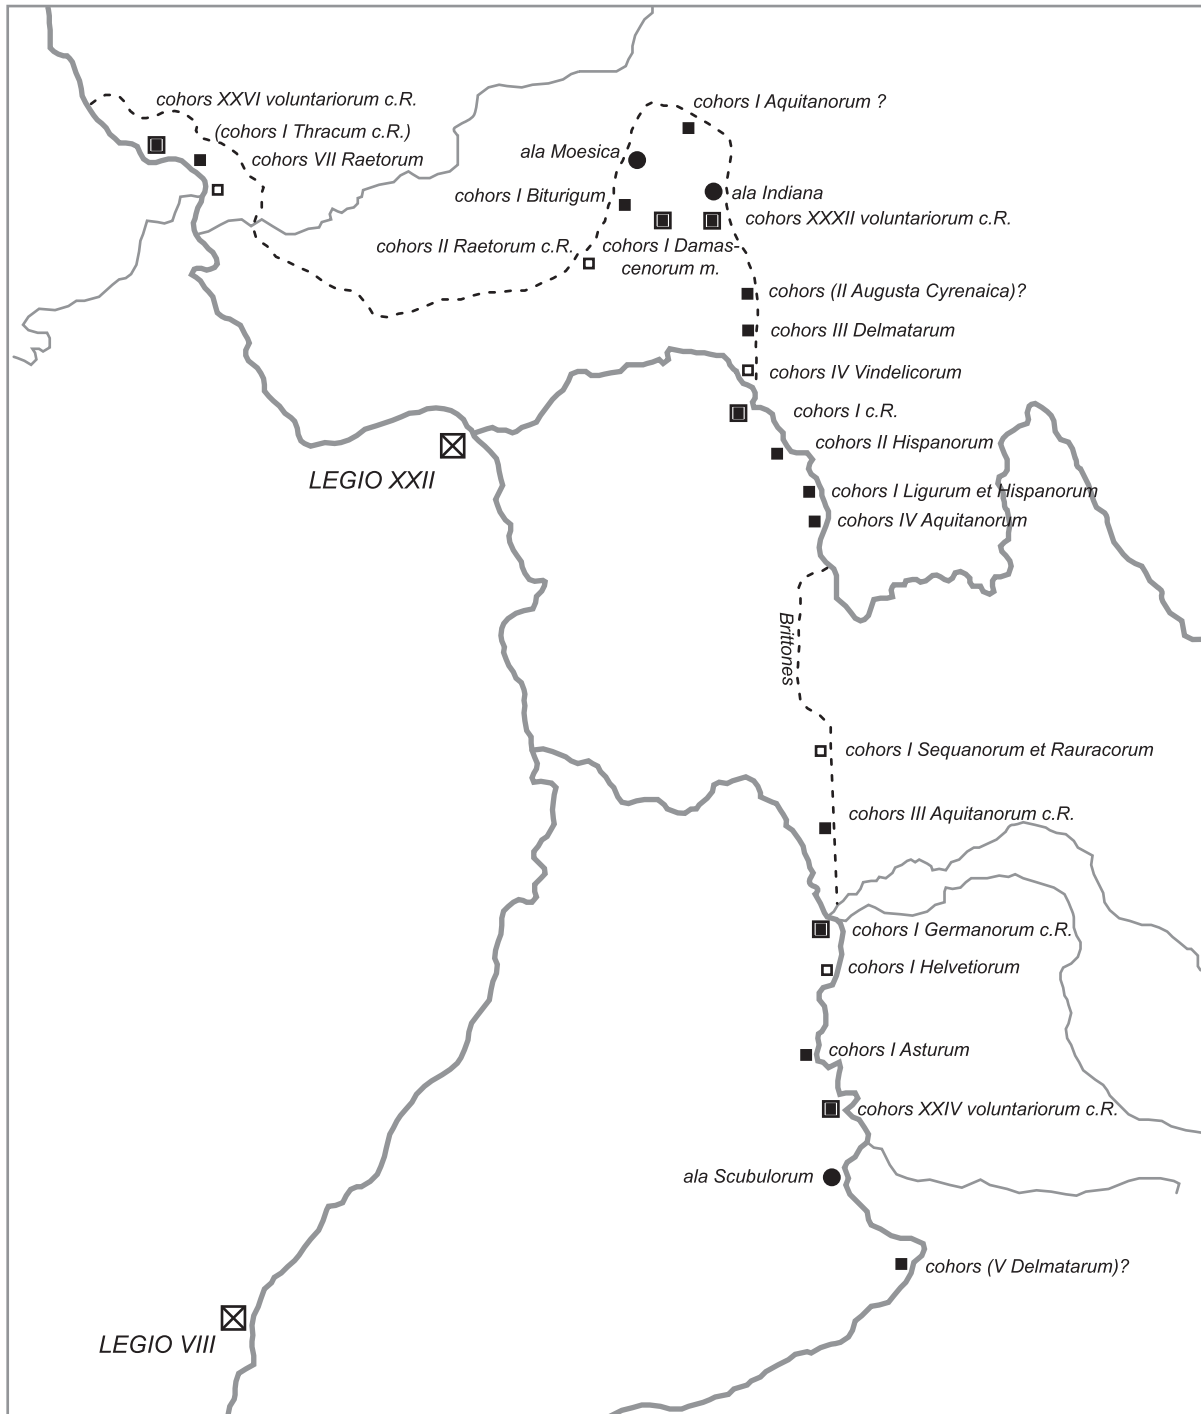 cohors XXVI voluntariorum c.R.
(cohors I Thracum c.R.)
cohors VII Raetorum
cohors I Aquitanorum ?
ala Moesica
ala Indiana
cohors I Biturigum
cohors XXXII voluntariorum c.R.
cohors II Raetorum c.R.
cohors I Damas-
cenorum m.
cohors (II Augusta Cyrenaica)?
cohors III Delmatarum
cohors IV Vindelicorum
cohors I c.R.
cohors II Hispanorum
LEGIO XXII
cohors I Ligurum et Hispanorum
cohors IV Aquitanorum
Brittones
cohors I Sequanorum et Rauracorum
cohors III Aquitanorum c.R.
cohors I Germanorum c.R.
cohors I Helvetiorum
cohors I Asturum
cohors XXIV voluntariorum c.R.
ala Scubulorum
cohors (V Delmatarum)?
LEGIO VIII